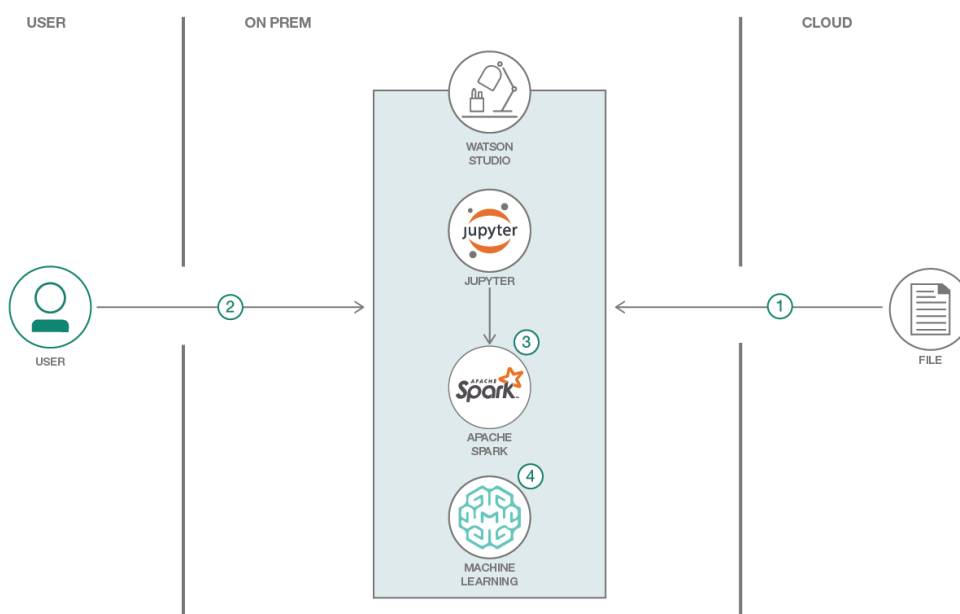 USER
ON PREM
CLOUD
WATSON
STUDIO
jupyter
JUPYTER
2
1
USER
FILE
3
APACHE
Spark
APACHE
SPARK
4
MACHINE
LEARNING